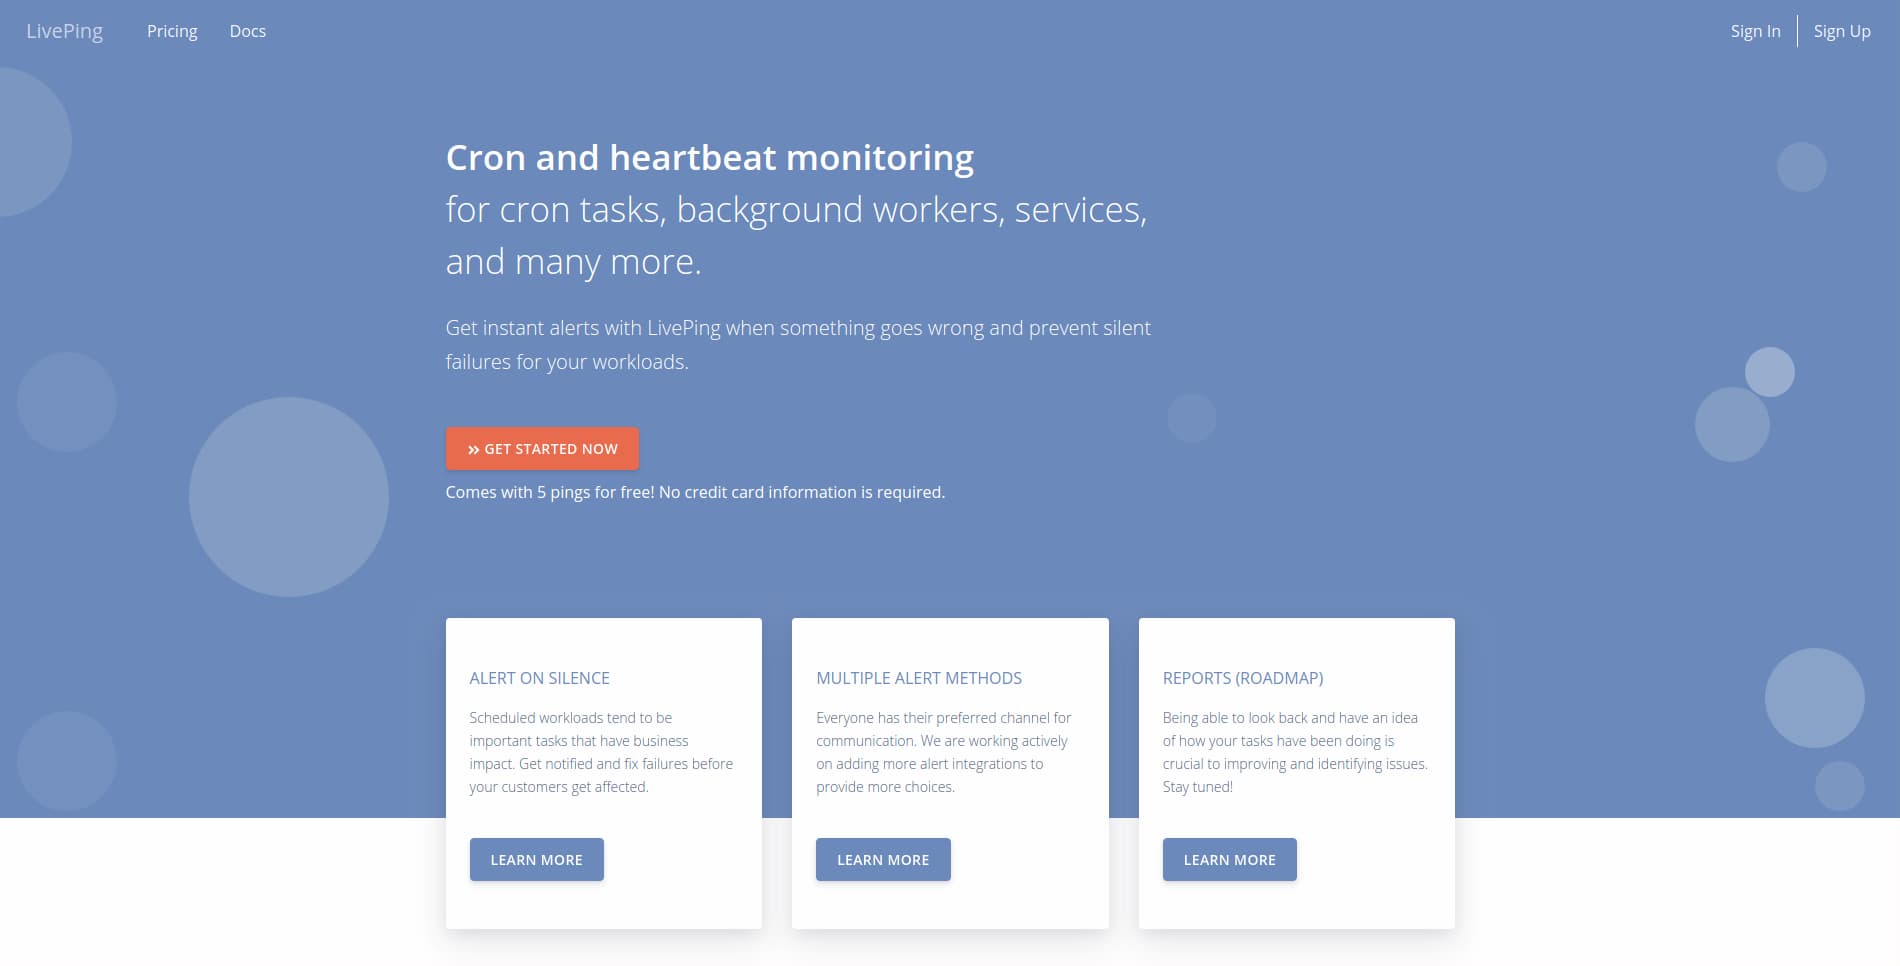 LivePing
Pricing
Docs
Sign In
Sign Up
Cron and heartbeat monitoring
for cron tasks, background workers, services,
and many more.
Get instant alerts with LivePing when something goes wrong and prevent silent
failures for your workloads.
» GET STARTED NOW
Comes with 5 pings for free! No credit card information is required.
ALERT ON SILENCE
Scheduled workloads tend to be
important tasks that have business
impact. Get notified and fix failures before
your customers get affected.
LEARN MORE
MULTIPLE ALERT METHODS
Everyone has their preferred channel for
communication. We are working actively
on adding more alert integrations to
provide more choices.
LEARN MORE
REPORTS (ROADMAP)
Being able to look back and have an idea
of how your tasks have been doing is
crucial to improving and identifying issues.
Stay tuned!
LEARN MORE